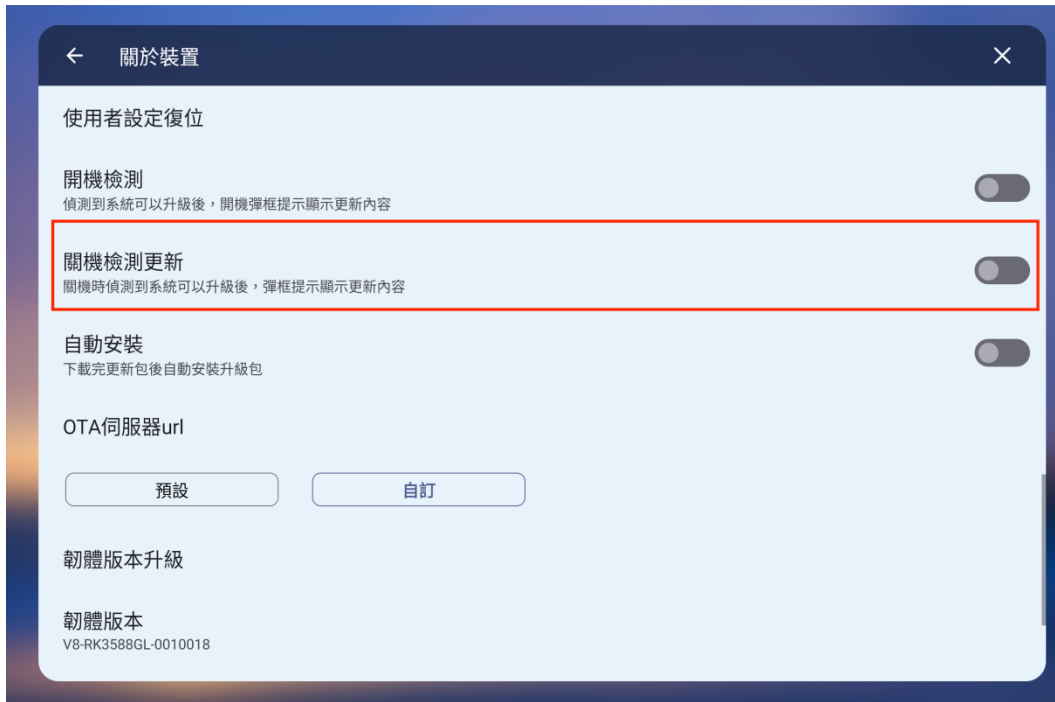 關於裝置
使用者設定復位
開機檢測
偵測到系統可以升級後，開機彈框提示顯示更新內容
關機檢測更新
關機時偵測到系統可以升級後，彈框提示顯示更新內容
自動安裝
下載完更新包後自動安裝升級包
OTA伺服器url
預設 自訂
韌體版本升級
韌體版本
V8-RK3588GL-0010018